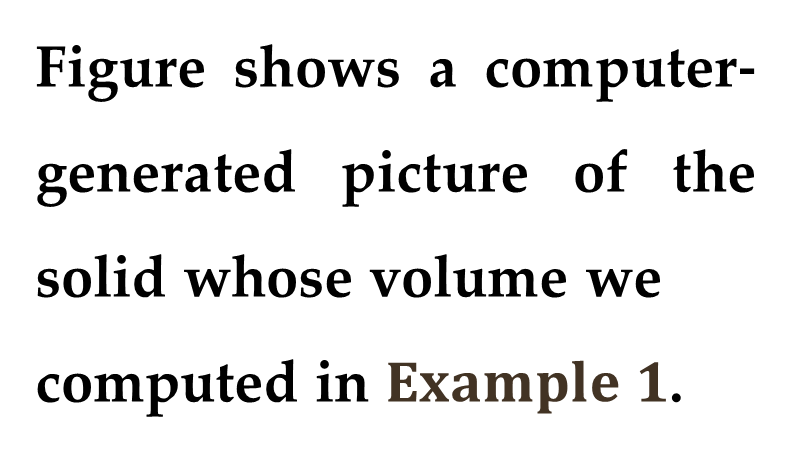 Figure shows a computer-
generated picture of the
solid whose volume we
computed in Example 1.